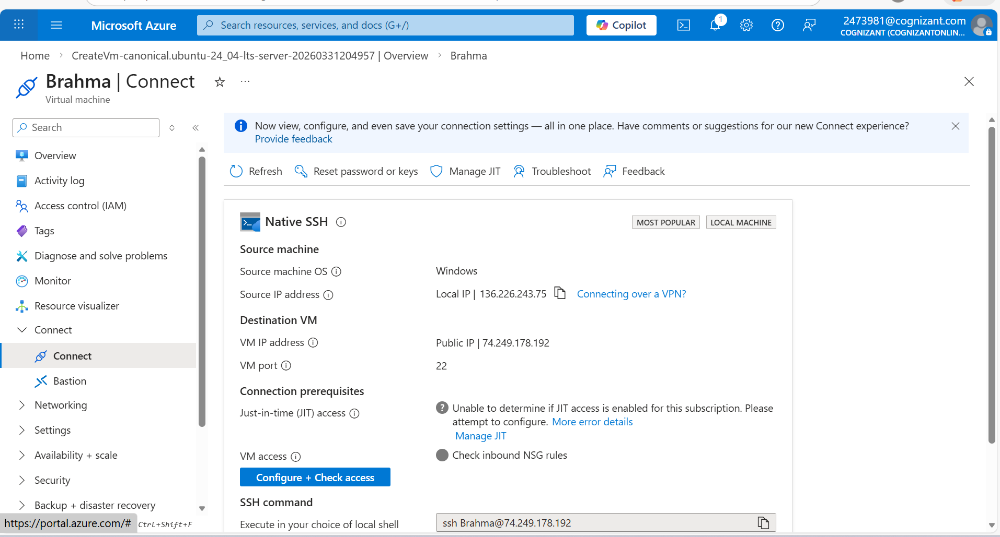 Microsoft Azure
Search resources, services, and docs (G+/)
Copilot
1
2473981@cognizant.com
COGNIZANT (COGNIZANTONLIN...
Home > CreateVm-canonical.ubuntu-24_04-lts-server-20260331204957 | Overview > Brahma
Brahma | Connect
Virtual machine
Search
Overview
Activity log
Access control (IAM)
Tags
Diagnose and solve problems
Monitor
Resource visualizer
Connect
Connect
Bastion
Networking
Settings
Availability + scale
Security
Backup + disaster recovery
https://portal.azure.com/#
Ctrl+Shift+F
Now view, configure, and even save your connection settings — all in one place. Have comments or suggestions for our new Connect experience?
Provide feedback
Refresh
Reset password or keys
Manage JIT
Troubleshoot
Feedback
Native SSH
MOST POPULAR
LOCAL MACHINE
Source machine
Source machine OS
Windows
Source IP address
Local IP | 136.226.243.75
Connecting over a VPN?
Destination VM
VM IP address
Public IP | 74.249.178.192
VM port
22
Connection prerequisites
Just-in-time (JIT) access
Unable to determine if JIT access is enabled for this subscription. Please
attempt to configure. More error details
Manage JIT
VM access
Check inbound NSG rules
Configure + Check access
SSH command
Execute in your choice of local shell
ssh Brahma@74.249.178.192